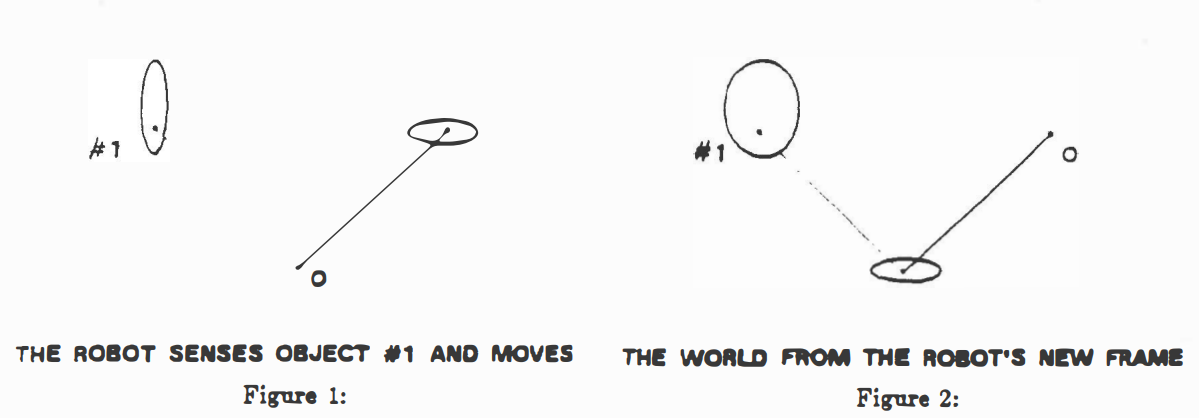 #1
O
THE ROBOT SENSES OBJECT #1 AND MOVES
Figure 1:
#1
O
THE WORLD FROM THE ROBOT'S NEW FRAME
Figure 2: